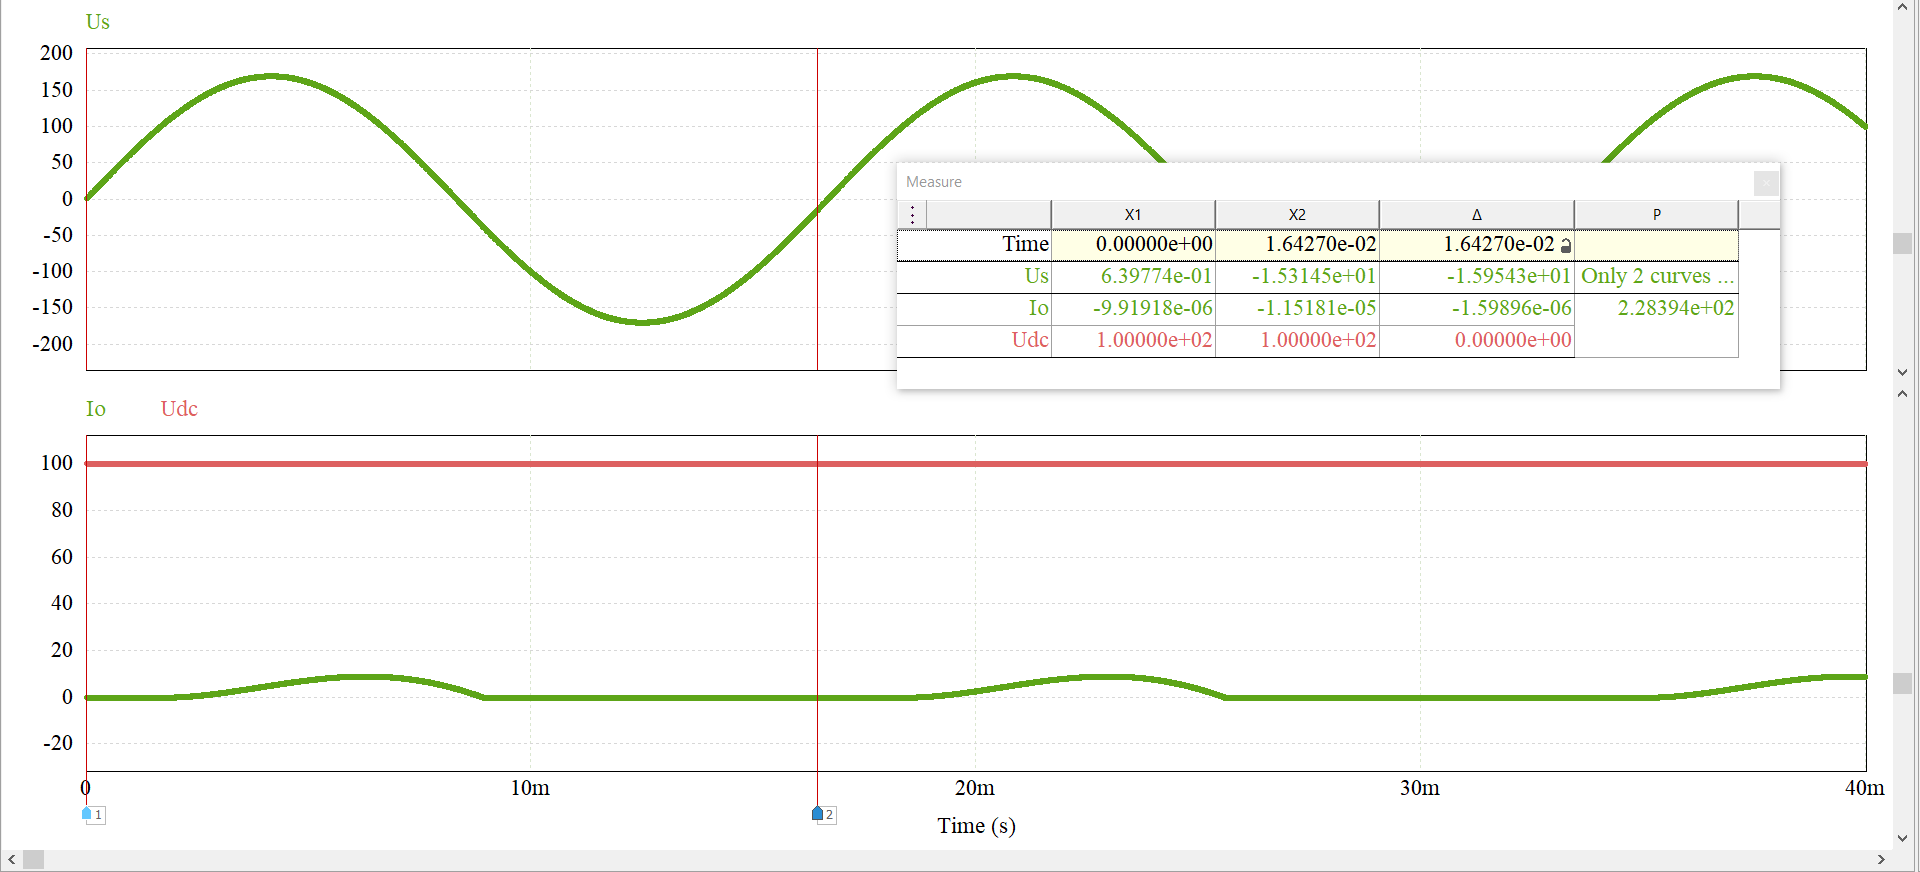 Us
200
150
100
50
0
-50
-100
-150
-200
Measure
X1 X2 Δ P
Time 0.00000e+00 1.64270e-02 1.64270e-02
Us 6.39774e-01 -1.53145e+01 -1.59543e+01 Only 2 curves ...
Io -9.91918e-06 -1.15181e-05 -1.59896e-06 2.28394e+02
Udc 1.00000e+02 1.00000e+02 0.00000e+00
Io Udc
100
80
60
40
20
0
-20
0 10m 20m 30m 40m
1 2
Time (s)